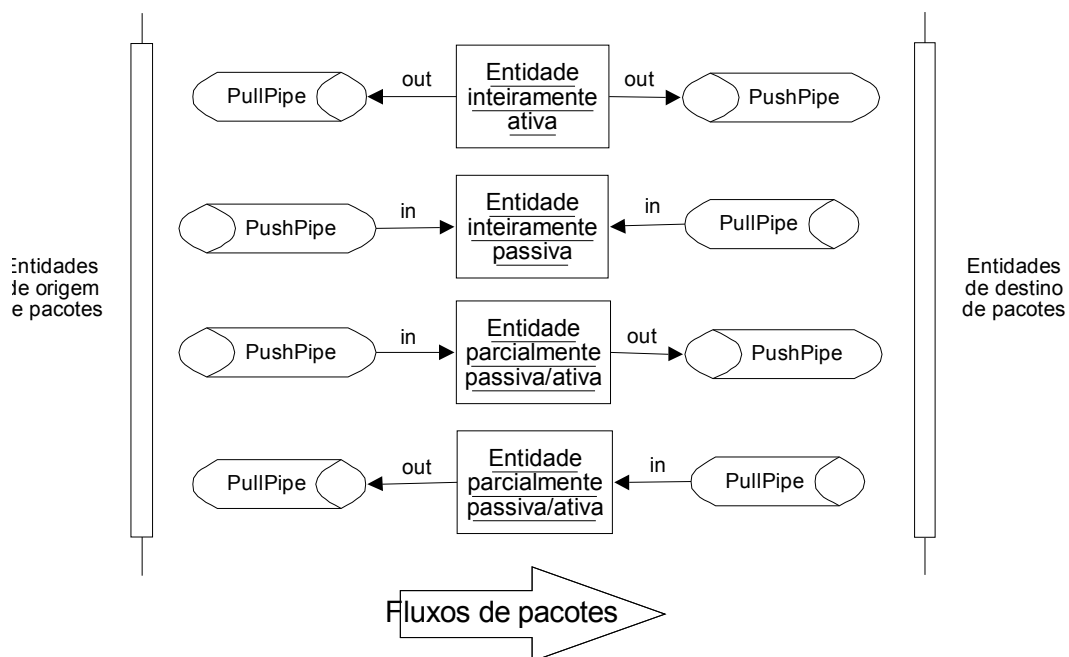 PullPipe
out
Entidade
inteiramente
ativa
out
PushPipe
PushPipe
in
Entidade
inteiramente
passiva
in
PullPipe
Entidades
de origem
de pacotes
Entidades
de destino
de pacotes
PushPipe
in
Entidade
parcialmente
passiva/ativa
out
PushPipe
PullPipe
out
Entidade
parcialmente
passiva/ativa
in
PullPipe
Fluxos de pacotes